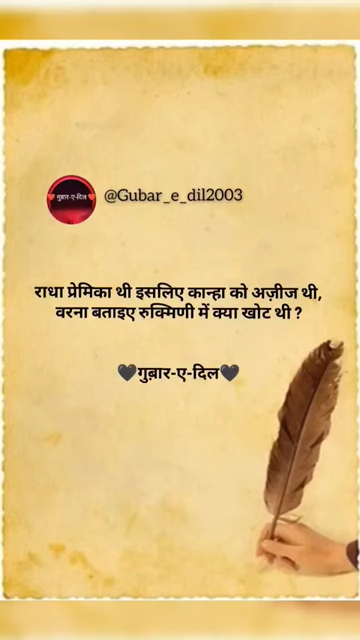 गुबार-ए-दिल
@Gubar_e_dil2003
राधा प्रेमिका थी इसलिए कान्हा को अज़ीज थी,
वरना बताइए रुक्मिणी में क्या खोट थी ?
🖤गुब़ार-ए-दिल🖤